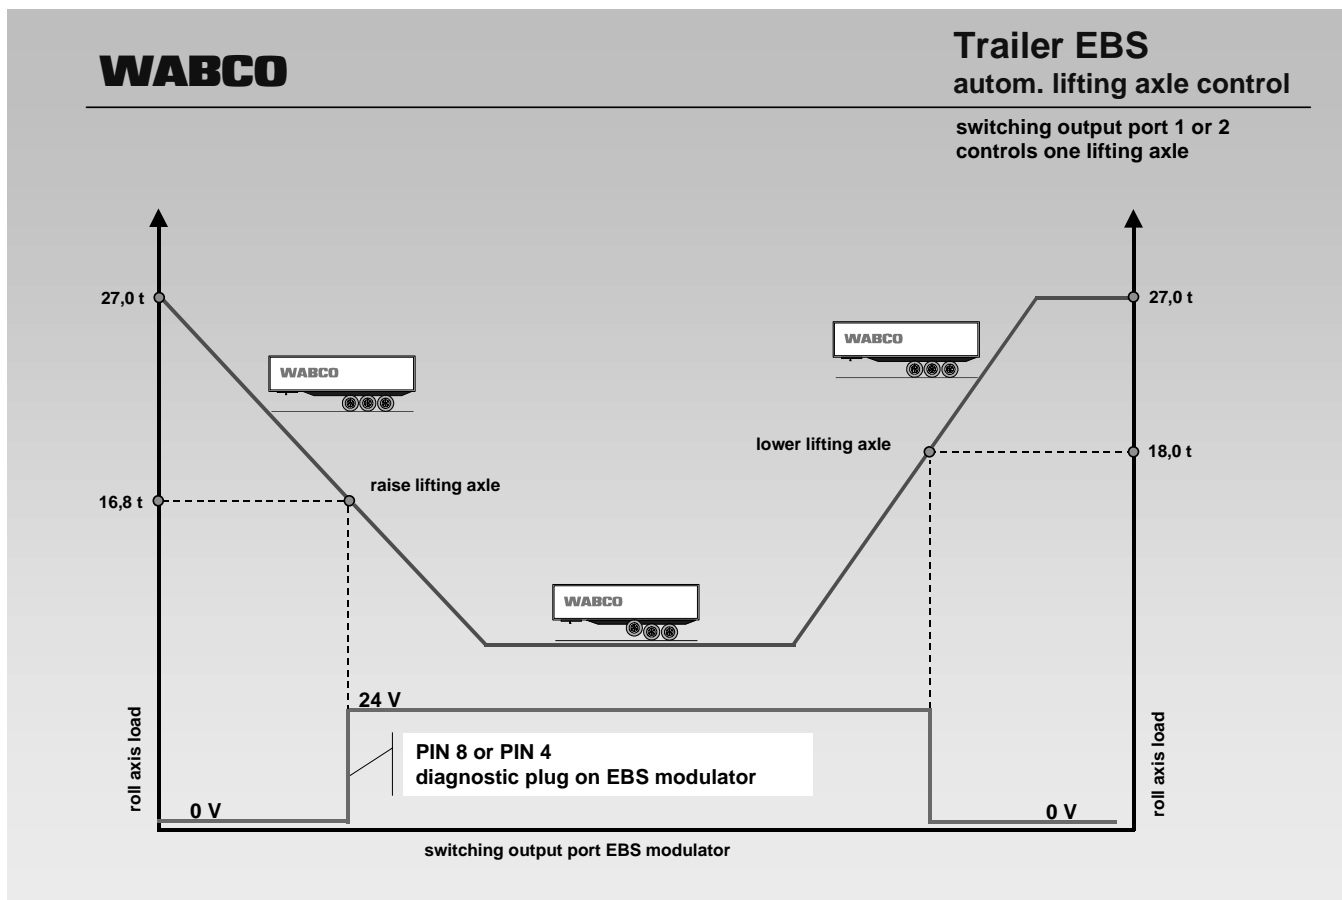 WABCO
Trailer EBS
autom. lifting axle control
switching output port 1 or 2
controls one lifting axle
27,0 t
27,0 t
WABCO
WABCO
lower lifting axle
18,0 t
raise lifting axle
16,8 t
WABCO
24 V
PIN 8 or PIN 4
diagnostic plug on EBS modulator
roll axis load
roll axis load
0 V
0 V
switching output port EBS modulator